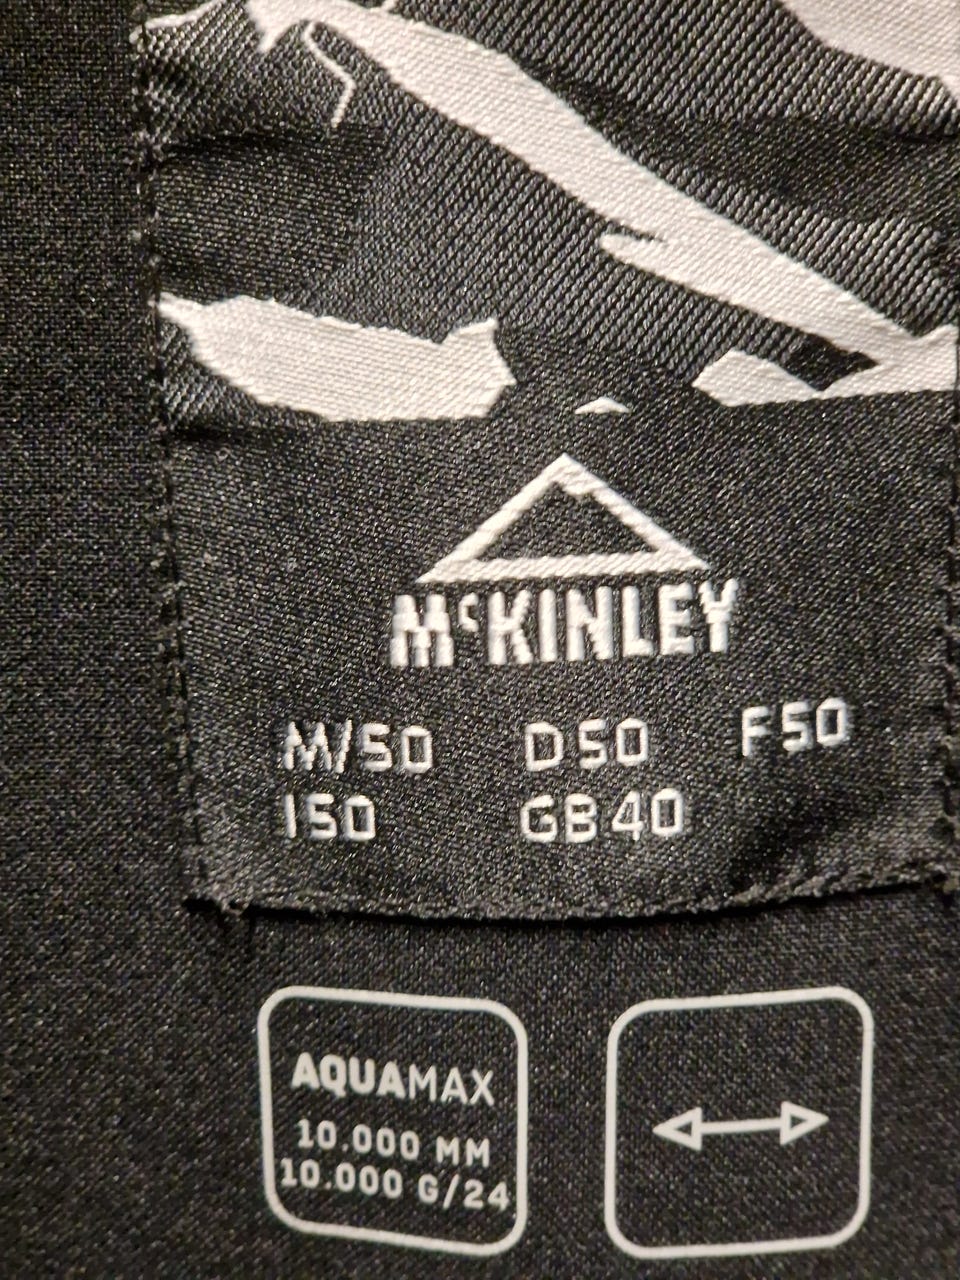 McKINLEY
M/50 D50 F50
I50 GB40
AQUAMAX
10.000 MM
10.000 G/24